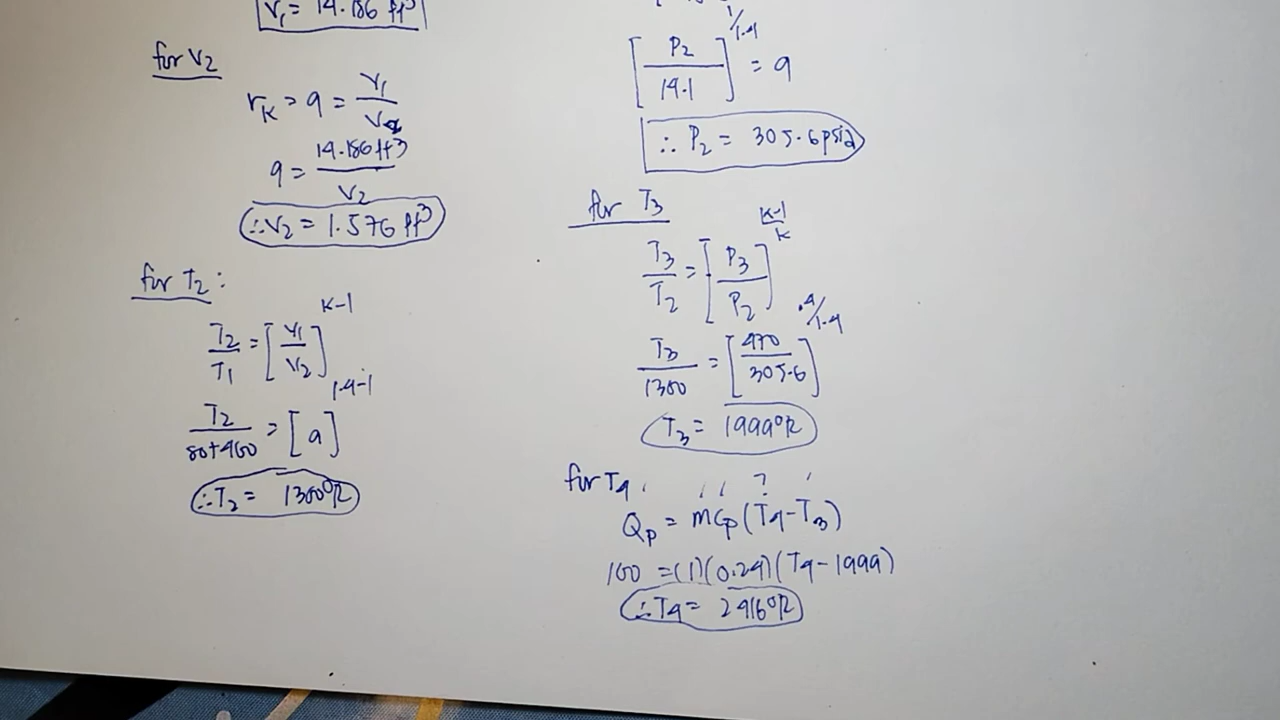 V₁ = 14.186 ft³
for V₂
r_K = 9 = V₁/V₂
9 = 14.186 ft³/V₂
∴ V₂ = 1.576 ft³
for T₂ :
T₂/T₁ = [V₁/V₂]^(K-1)
T₂/(80+460) = [9]^(1.4-1)
∴ T₂ = 1300°R
[P₂/14.1]^(1/1.4) = 9
∴ P₂ = 305.6 psia
for T₃
T₃/T₂ = [P₃/P₂]^((K-1)/K)
T₃/1300 = [470/305.6]^(.4/1.4)
T₃ = 1999°R
for T₄
Q_p = mC_p(T₄-T₃)
100 = (1)(0.24)(T₄-1999)
∴ T₄ = 2416°R